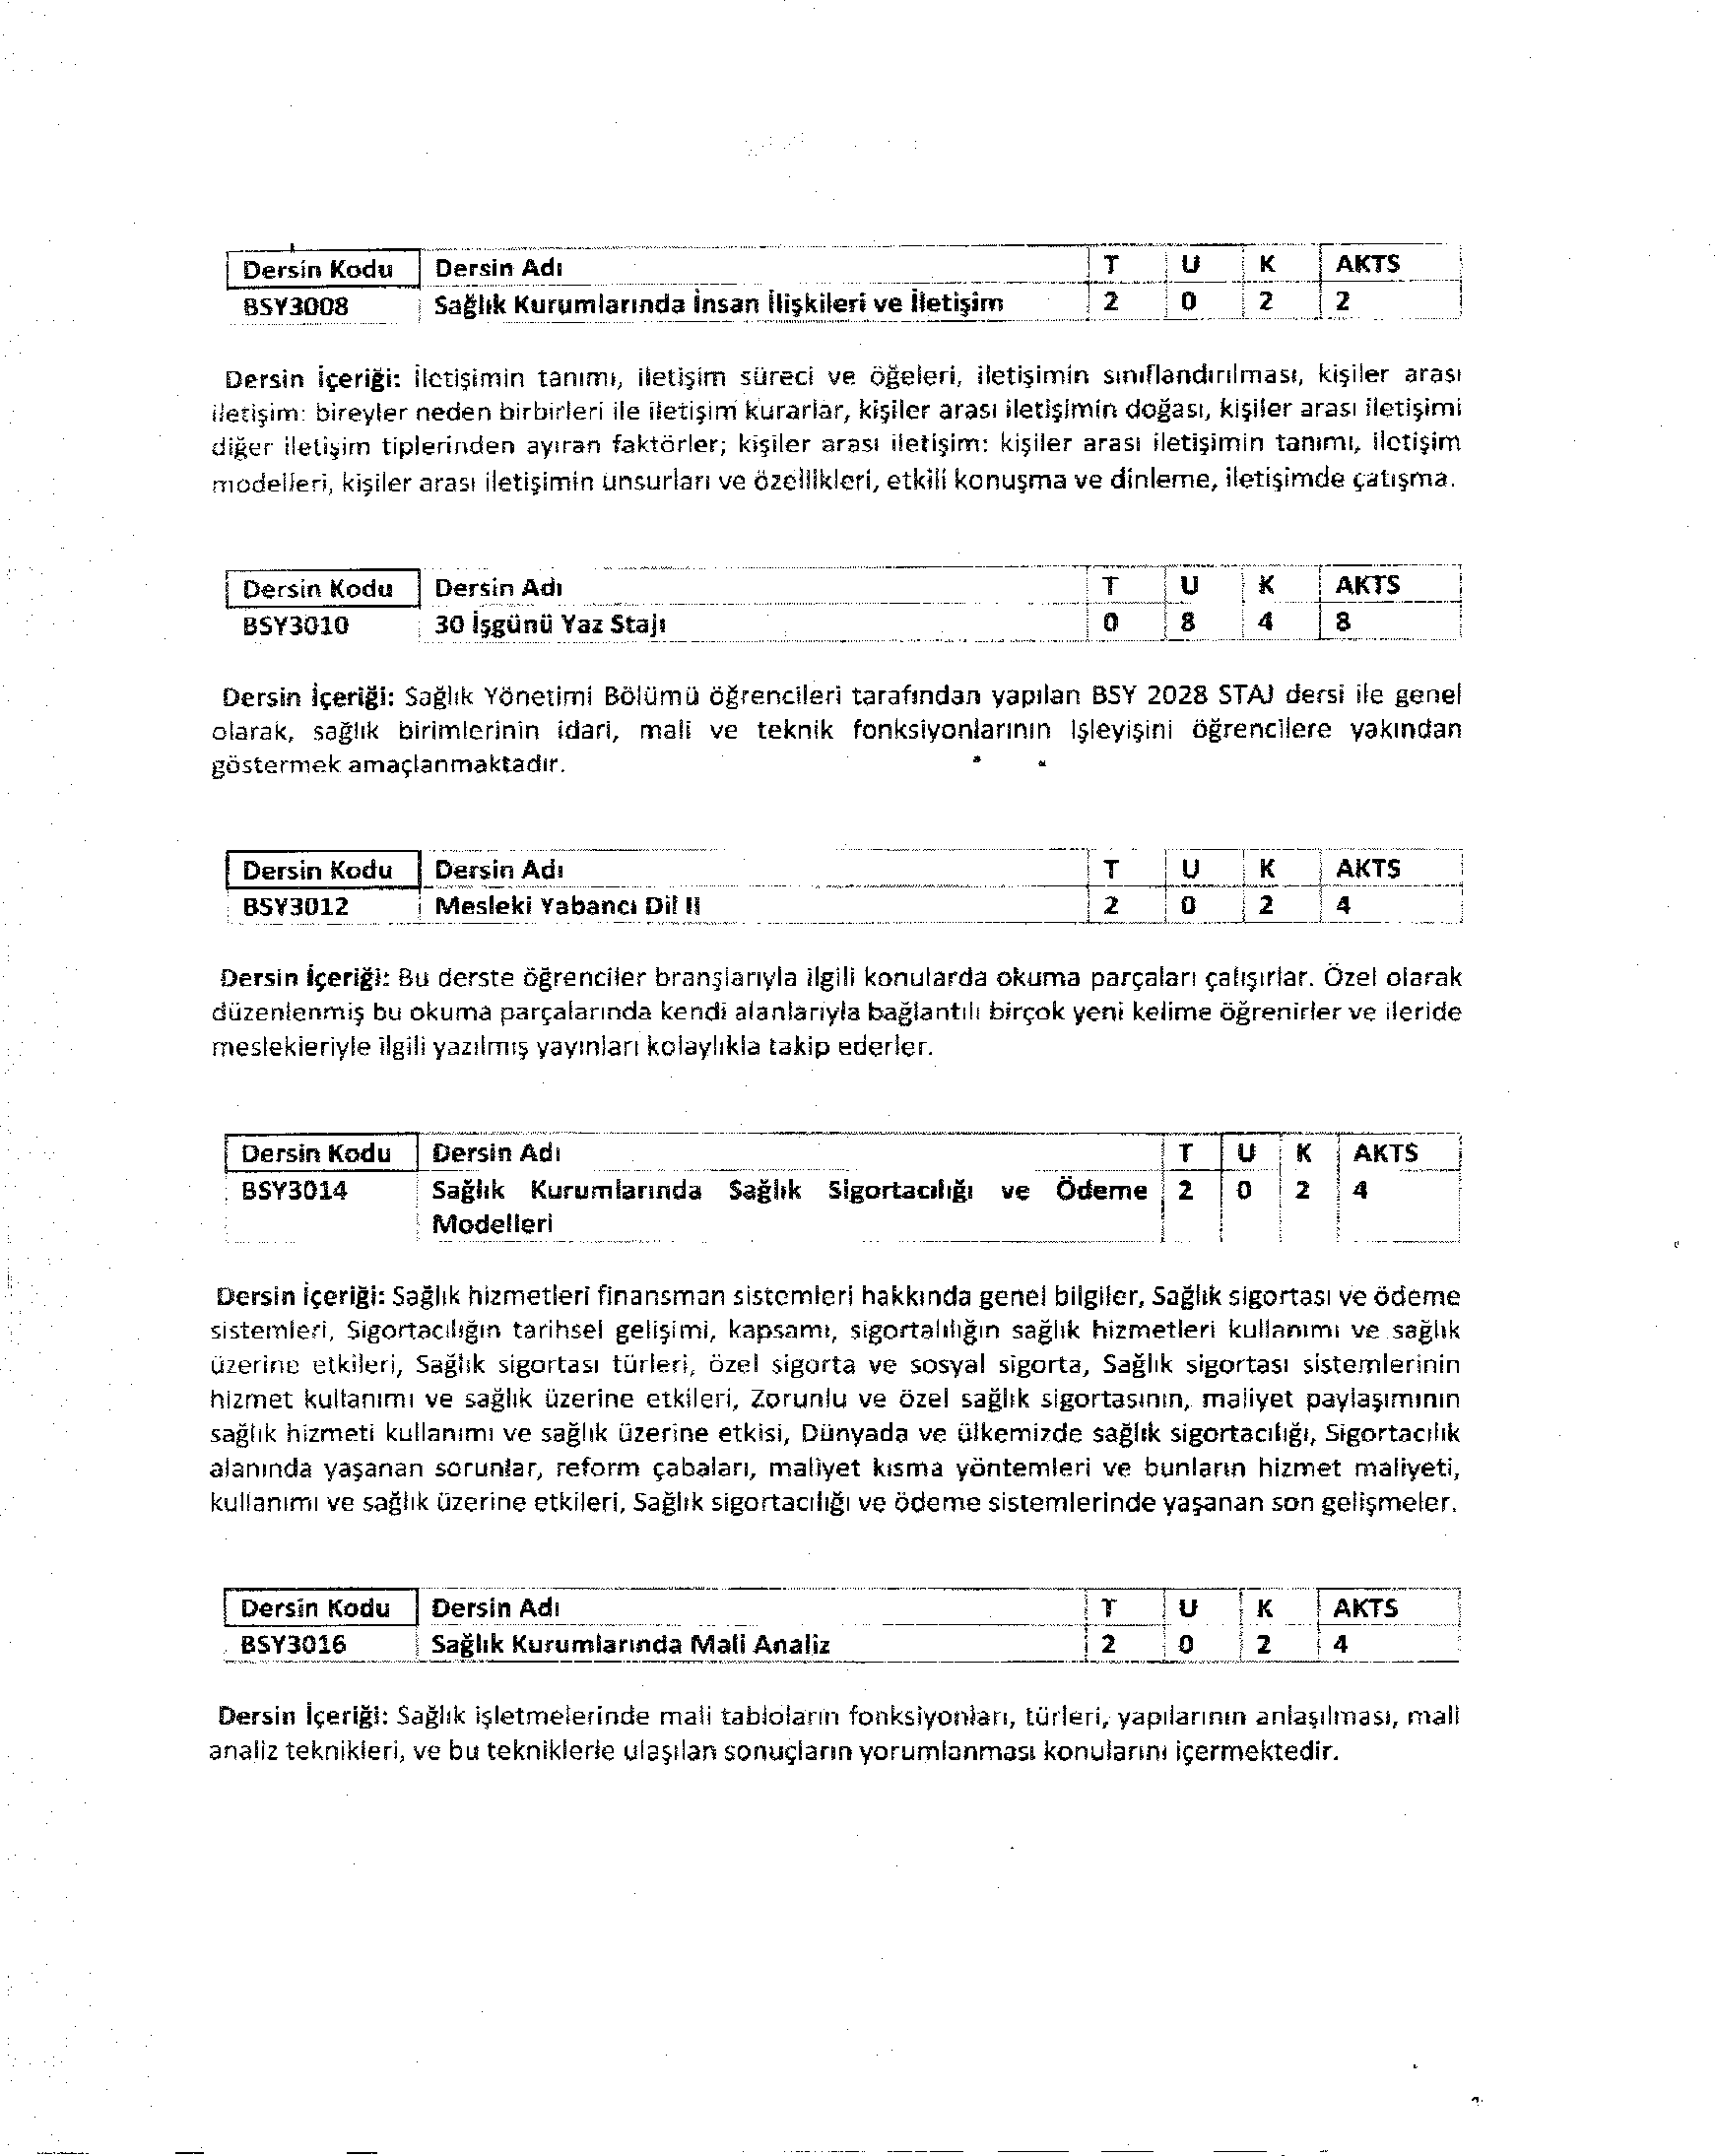 Dersin Kodu Dersin Adı T U K AKTS
BSY3008 Sağlık Kurumlarında İnsan İlişkileri ve İletişim 2 0 2 2
Dersin İçeriği: İletişimin tanımı, iletişim süreci ve öğeleri, iletişimin sınıflandırılması, kişiler arası
iletişim: bireyler neden birbirleri ile iletişim kurarlar, kişiler arası iletişimin doğası, kişiler arası iletişimi
diğer iletişim tiplerinden ayıran faktörler; kişiler arası iletişim: kişiler arası iletişimin tanımı, iletişim
modelleri, kişiler arası iletişimin unsurları ve özellikleri, etkili konuşma ve dinleme, iletişimde çatışma.
Dersin Kodu Dersin Adı T U K AKTS
BSY3010 30 İşgünü Yaz Stajı 0 8 4 8
Dersin İçeriği: Sağlık Yönetimi Bölümü öğrencileri tarafından yapılan BSY 2028 STAJ dersi ile genel
olarak, sağlık birimlerinin idari, mali ve teknik fonksiyonlarının İşleyişini öğrencilere yakından
göstermek amaçlanmaktadır.
Dersin Kodu Dersin Adı T U K AKTS
BSY3012 Mesleki Yabancı Dil II 2 0 2 4
Dersin İçeriği: Bu derste öğrenciler branşlarıyla ilgili konularda okuma parçaları çalışırlar. Özel olarak
düzenlenmiş bu okuma parçalarında kendi alanlarıyla bağlantılı birçok yeni kelime öğrenirler ve ileride
meslekleriyle ilgili yazılmış yayınları kolaylıkla takip ederler.
Dersin Kodu Dersin Adı T U K AKTS
BSY3014 Sağlık Kurumlarında Sağlık Sigortacılığı ve Ödeme 2 0 2 4
Modelleri
Dersin İçeriği: Sağlık hizmetleri finansman sistemleri hakkında genel bilgiler, Sağlık sigortası ve ödeme
sistemleri, Sigortacılığın tarihsel gelişimi, kapsamı, sigortalılığın sağlık hizmetleri kullanımı ve sağlık
üzerine etkileri, Sağlık sigortası türleri, özel sigorta ve sosyal sigorta, Sağlık sigortası sistemlerinin
hizmet kullanımı ve sağlık üzerine etkileri, Zorunlu ve özel sağlık sigortasının, maliyet paylaşımının
sağlık hizmeti kullanımı ve sağlık üzerine etkisi, Dünyada ve ülkemizde sağlık sigortacılığı, Sigortacılık
alanında yaşanan sorunlar, reform çabaları, maliyet kısma yöntemleri ve bunların hizmet maliyeti,
kullanımı ve sağlık üzerine etkileri, Sağlık sigortacılığı ve ödeme sistemlerinde yaşanan son gelişmeler.
Dersin Kodu Dersin Adı T U K AKTS
BSY3016 Sağlık Kurumlarında Mali Analiz 2 0 2 4
Dersin İçeriği: Sağlık işletmelerinde mali tabloların fonksiyonları, türleri, yapılarının anlaşılması, mali
analiz teknikleri, ve bu tekniklerle ulaşılan sonuçların yorumlanması konularını içermektedir.